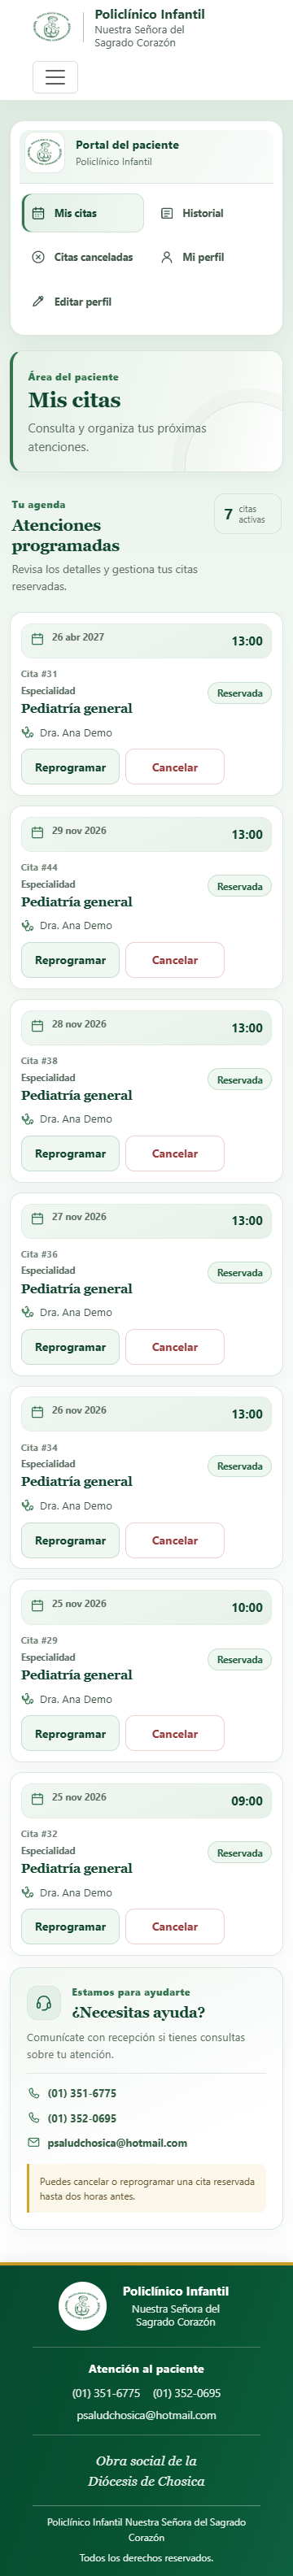 Policlínico Infantil
Nuestra Señora del
Sagrado Corazón
Portal del paciente
Policlínico Infantil
Mis citas
Historial
Citas canceladas
Mi perfil
Editar perfil
Área del paciente
Mis citas
Consulta y organiza tus próximas
atenciones.
Tu agenda
Atenciones
programadas
Revisa los detalles y gestiona tus citas
reservadas.
7 citas
activas
26 abr 2027 13:00
Cita #31
Especialidad
Pediatría general
Reservada
Dra. Ana Demo
Reprogramar Cancelar
29 nov 2026 13:00
Cita #44
Especialidad
Pediatría general
Reservada
Dra. Ana Demo
Reprogramar Cancelar
28 nov 2026 13:00
Cita #38
Especialidad
Pediatría general
Reservada
Dra. Ana Demo
Reprogramar Cancelar
27 nov 2026 13:00
Cita #36
Especialidad
Pediatría general
Reservada
Dra. Ana Demo
Reprogramar Cancelar
26 nov 2026 13:00
Cita #34
Especialidad
Pediatría general
Reservada
Dra. Ana Demo
Reprogramar Cancelar
25 nov 2026 10:00
Cita #29
Especialidad
Pediatría general
Reservada
Dra. Ana Demo
Reprogramar Cancelar
25 nov 2026 09:00
Cita #32
Especialidad
Pediatría general
Reservada
Dra. Ana Demo
Reprogramar Cancelar
Estamos para ayudarte
¿Necesitas ayuda?
Comunícate con recepción si tienes consultas
sobre tu atención.
(01) 351-6775
(01) 352-0695
psaludchosica@hotmail.com
Puedes cancelar o reprogramar una cita reservada
hasta dos horas antes.
Policlínico Infantil
Nuestra Señora del
Sagrado Corazón
Atención al paciente
(01) 351-6775 (01) 352-0695
psaludchosica@hotmail.com
Obra social de la
Diócesis de Chosica
Policlínico Infantil Nuestra Señora del Sagrado
Corazón
Todos los derechos reservados.